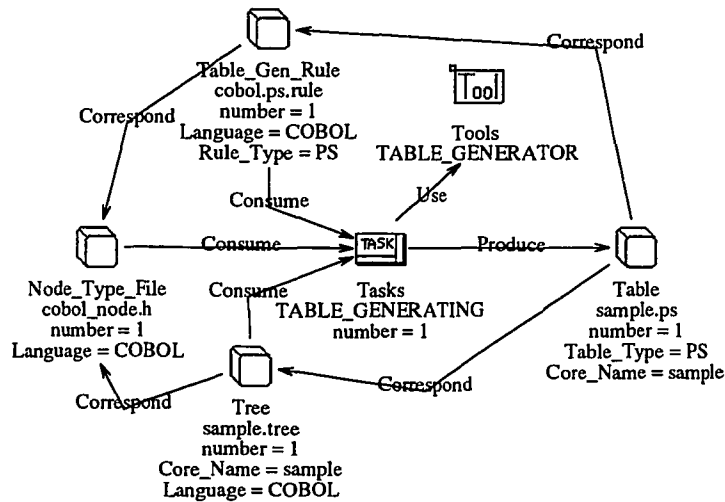 Correspond
Table_Gen_Rule
cobol.ps.rule
number = 1
Language = COBOL
Rule_Type = PS
Correspond
Tool
Tools
TABLE_GENERATOR
Consume
Use
Consume
TASK
Produce
Node_Type_File
cobol_node.h
number = 1
Language = COBOL
Consume
Tasks
TABLE_GENERATING
number = 1
Table
sample.ps
number = 1
Table_Type = PS
Core_Name = sample
Correspond
Correspond
Tree
sample.tree
number = 1
Core_Name = sample
Language = COBOL